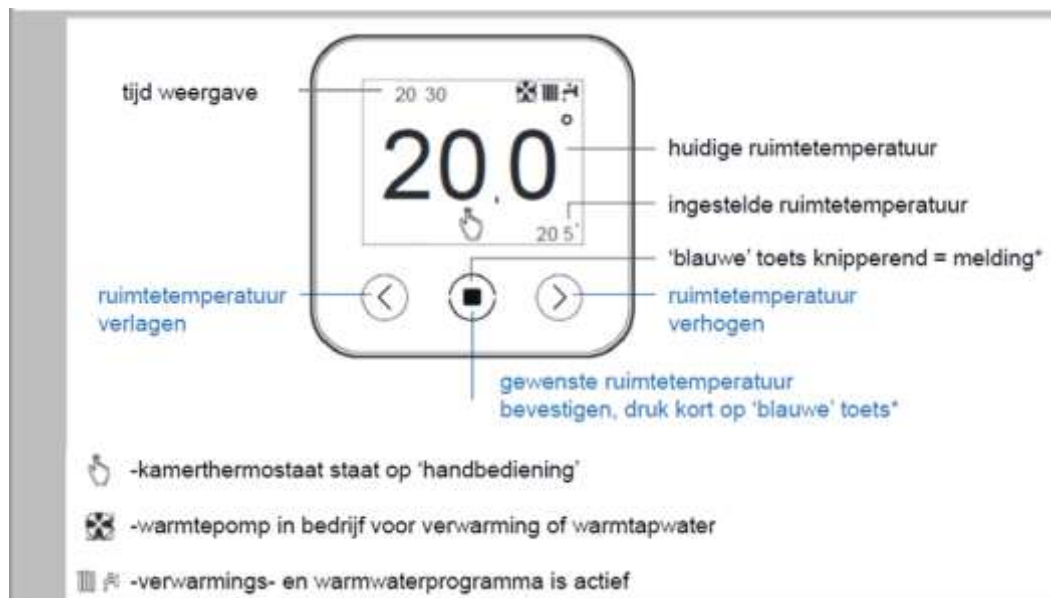 tijd weergave
20 30
20.0°
huidige ruimtetemperatuur
ingestelde ruimtetemperatuur
20 5°
'blauwe' toets knipperend = melding*
ruimtetemperatuur
verlagen
ruimtetemperatuur
verhogen
gewenste ruimtetemperatuur
bevestigen, druk kort op 'blauwe' toets*
-kamerthermostaat staat op 'handbediening'
-warmtepomp in bedrijf voor verwarming of warmtapwater
-verwarmings- en warmwaterprogramma is actief